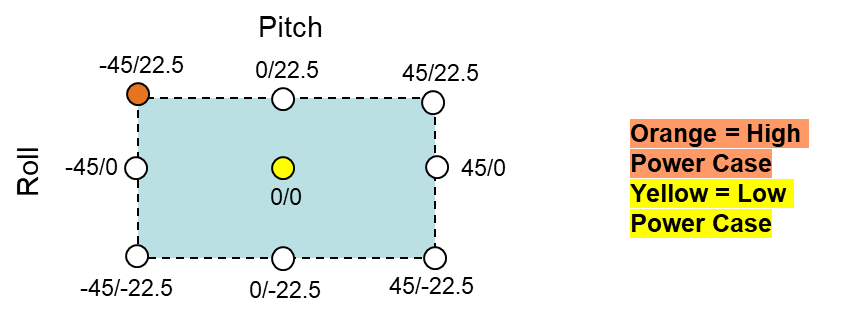 Pitch
-45/22.5
0/22.5
45/22.5
Roll
-45/0
0/0
45/0
-45/-22.5
0/-22.5
45/-22.5
Orange = High
Power Case
Yellow = Low
Power Case